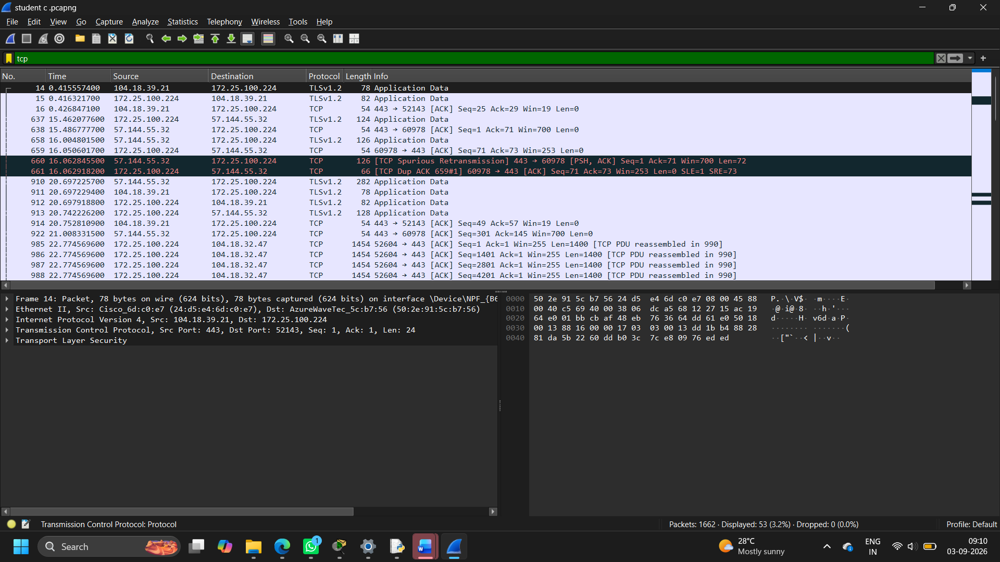 student c .pcapng
File Edit View Go Capture Analyze Statistics Telephony Wireless Tools Help
tcp
No. Time Source Destination Protocol Length Info
14 0.415557400 104.18.39.21 172.25.100.224 TLSv1.2 78 Application Data
15 0.416321700 172.25.100.224 104.18.39.21 TLSv1.2 82 Application Data
16 0.426847100 104.18.39.21 172.25.100.224 TCP 54 443 → 52143 [ACK] Seq=25 Ack=29 Win=19 Len=0
637 15.462077600 172.25.100.224 57.144.55.32 TLSv1.2 124 Application Data
638 15.486777700 57.144.55.32 172.25.100.224 TCP 54 443 → 60978 [ACK] Seq=1 Ack=71 Win=700 Len=0
658 16.004801500 57.144.55.32 172.25.100.224 TLSv1.2 126 Application Data
659 16.050601700 172.25.100.224 57.144.55.32 TCP 54 60978 → 443 [ACK] Seq=71 Ack=73 Win=253 Len=0
660 16.062845500 57.144.55.32 172.25.100.224 TCP 126 [TCP Spurious Retransmission] 443 → 60978 [PSH, ACK] Seq=1 Ack=71 Win=700 Len=72
661 16.062918200 172.25.100.224 57.144.55.32 TCP 66 [TCP Dup ACK 659#1] 60978 → 443 [ACK] Seq=71 Ack=73 Win=253 Len=0 SLE=1 SRE=73
910 20.697225700 57.144.55.32 172.25.100.224 TLSv1.2 282 Application Data
911 20.697229400 104.18.39.21 172.25.100.224 TLSv1.2 78 Application Data
912 20.697918800 172.25.100.224 104.18.39.21 TLSv1.2 82 Application Data
913 20.742226200 172.25.100.224 57.144.55.32 TLSv1.2 128 Application Data
914 20.752810900 104.18.39.21 172.25.100.224 TCP 54 443 → 52143 [ACK] Seq=49 Ack=57 Win=19 Len=0
922 21.008331500 57.144.55.32 172.25.100.224 TCP 54 443 → 60978 [ACK] Seq=301 Ack=145 Win=700 Len=0
985 22.774569600 172.25.100.224 104.18.32.47 TCP 1454 52604 → 443 [ACK] Seq=1 Ack=1 Win=255 Len=1400 [TCP PDU reassembled in 990]
986 22.774569600 172.25.100.224 104.18.32.47 TCP 1454 52604 → 443 [ACK] Seq=1401 Ack=1 Win=255 Len=1400 [TCP PDU reassembled in 990]
987 22.774569600 172.25.100.224 104.18.32.47 TCP 1454 52604 → 443 [ACK] Seq=2801 Ack=1 Win=255 Len=1400 [TCP PDU reassembled in 990]
988 22.774569600 172.25.100.224 104.18.32.47 TCP 1454 52604 → 443 [ACK] Seq=4201 Ack=1 Win=255 Len=1400 [TCP PDU reassembled in 990]
Frame 14: Packet, 78 bytes on wire (624 bits), 78 bytes captured (624 bits) on interface \Device\NPF_{B6
Ethernet II, Src: Cisco_6d:c0:e7 (24:d5:e4:6d:c0:e7), Dst: AzureWaveTec_5c:b7:56 (50:2e:91:5c:b7:56)
Internet Protocol Version 4, Src: 104.18.39.21, Dst: 172.25.100.224
Transmission Control Protocol, Src Port: 443, Dst Port: 52143, Seq: 1, Ack: 1, Len: 24
Transport Layer Security
0000 50 2e 91 5c b7 56 24 d5 e4 6d c0 e7 08 00 45 88 P.·\·V$· ·m····E·
0010 00 40 c5 69 40 00 38 06 dc a5 68 12 27 15 ac 19 ·@·i@·8· ··h·'···
0020 64 e0 01 bb cb af 48 eb 76 36 64 dd 61 e0 50 18 d·····H· v6d·a·P·
0030 00 13 88 16 00 00 17 03 03 00 13 dd 1b b4 88 28 ········ ·······(
0040 81 da 5b 22 60 dd b0 3c 7c e8 09 76 ed ed ··["`··< |··v··
Transmission Control Protocol: Protocol
Packets: 1662 · Displayed: 53 (3.2%) · Dropped: 0 (0.0%)
Profile: Default
Search
1
28°C
Mostly sunny
ENG
IN
09:10
03-09-2026